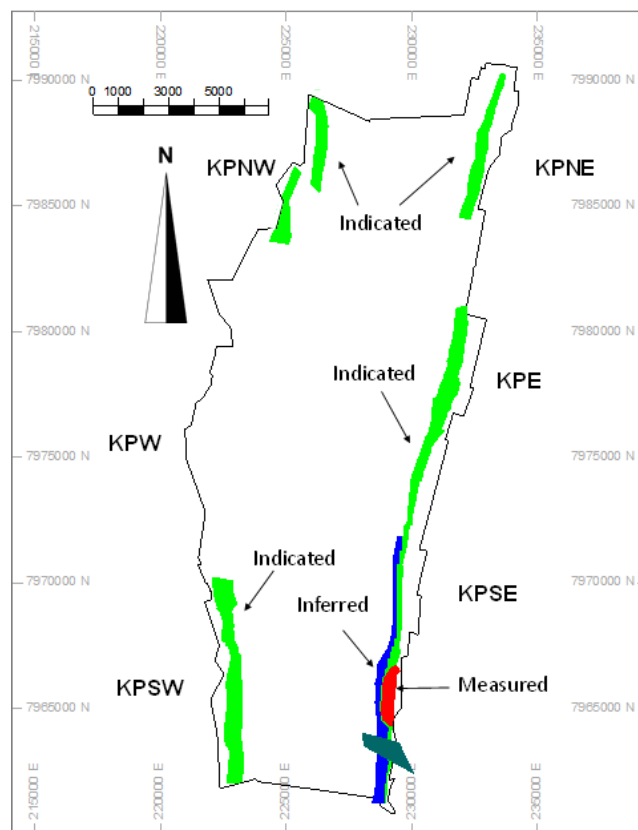 215000 E
220000 E
225000 E
230000 E
235000 E
7990000 N
7990000 N
0 1000 3000 5000
N
KPNW
KPNE
Indicated
7985000 N
7985000 N
7980000 N
7980000 N
Indicated
KPE
KPW
7975000 N
7975000 N
Indicated
7970000 N
7970000 N
Inferred
KPSE
KPSW
Measured
7965000 N
7965000 N
215000 E
220000 E
225000 E
230000 E
235000 E